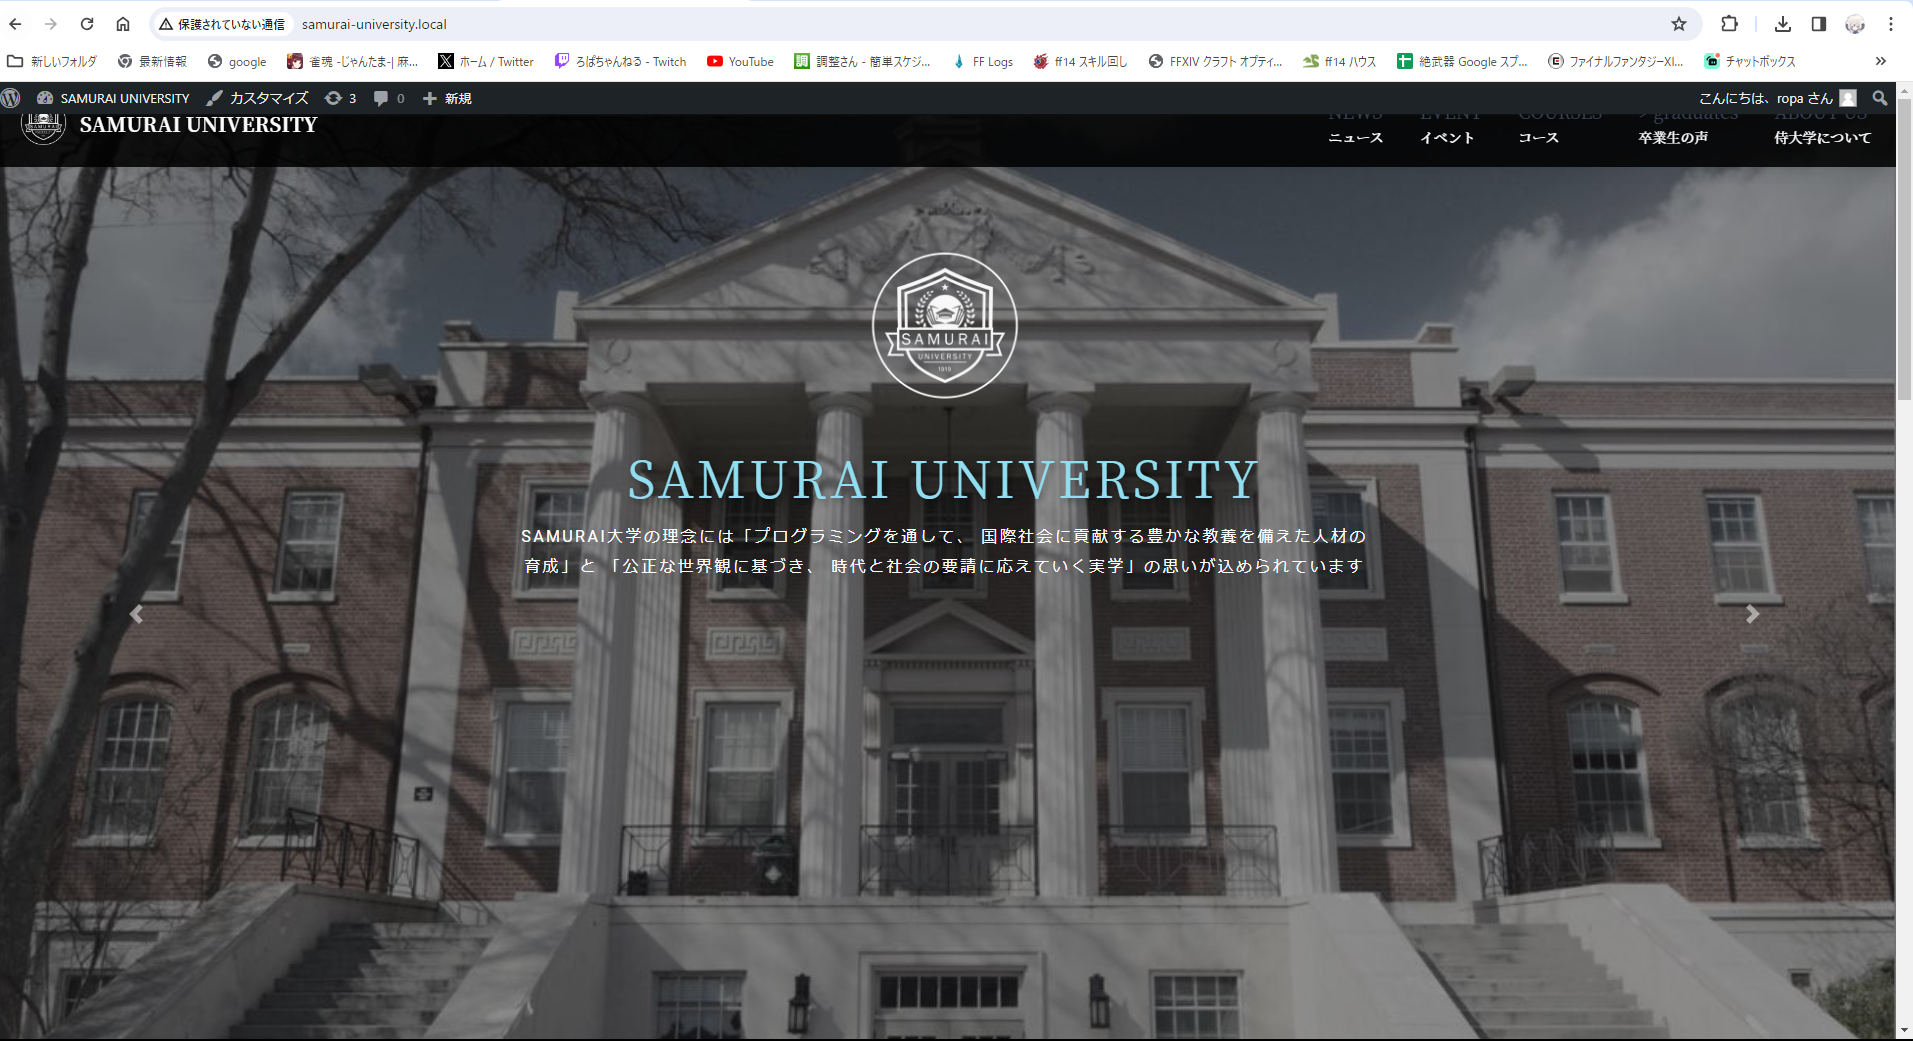 保護されていない通信 samurai-university.local
新しいフォルダ 最新情報 google 雀魂 -じゃんたま-| 麻... ホーム / Twitter ろぱちゃんねる - Twitch YouTube 調整さん - 簡単スケジ... FF Logs ff14 スキル回し FFXIV クラフト オプティ... ff14 ハウス 絶武器 Google スプ... ファイナルファンタジーXI... チャットボックス
SAMURAI UNIVERSITY カスタマイズ 3 0 新規 こんにちは、ropa さん
SAMURAI UNIVERSITY
NEWS EVENT COURSES > graduates ABOUT US
ニュース イベント コース 卒業生の声 侍大学について
SAMURAI
UNIVERSITY
1919
SAMURAI UNIVERSITY
SAMURAI大学の理念には「プログラミングを通して、 国際社会に貢献する豊かな教養を備えた人材の
育成」と 「公正な世界観に基づき、 時代と社会の要請に応えていく実学」の思いが込められています